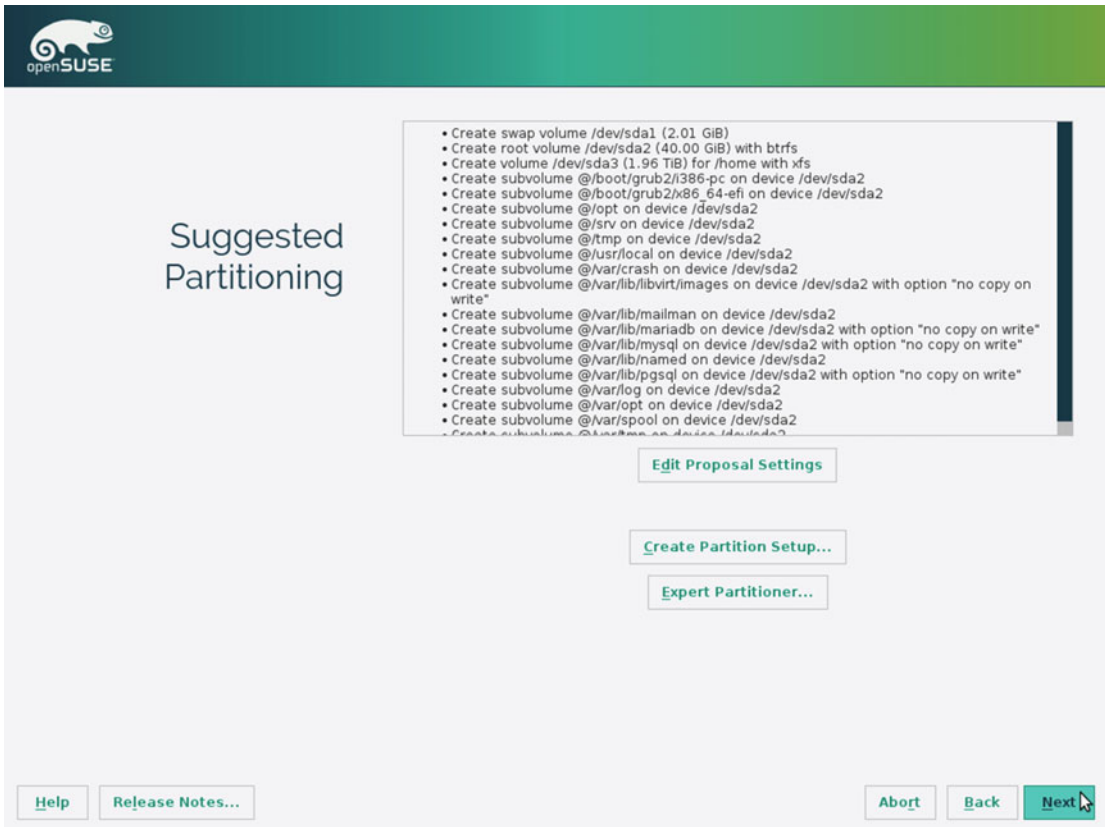 openSUSE
Suggested
Partitioning
• Create swap volume /dev/sda1 (2.01 GiB)
• Create root volume /dev/sda2 (40.00 GiB) with btrfs
• Create volume /dev/sda3 (1.96 TiB) for /home with xfs
• Create subvolume @/boot/grub2/i386-pc on device /dev/sda2
• Create subvolume @/boot/grub2/x86_64-efi on device /dev/sda2
• Create subvolume @/opt on device /dev/sda2
• Create subvolume @/srv on device /dev/sda2
• Create subvolume @/tmp on device /dev/sda2
• Create subvolume @/usr/local on device /dev/sda2
• Create subvolume @/var/crash on device /dev/sda2
• Create subvolume @/var/lib/libvirt/images on device /dev/sda2 with option "no copy on
write"
• Create subvolume @/var/lib/mailman on device /dev/sda2
• Create subvolume @/var/lib/mariadb on device /dev/sda2 with option "no copy on write"
• Create subvolume @/var/lib/mysql on device /dev/sda2 with option "no copy on write"
• Create subvolume @/var/lib/named on device /dev/sda2
• Create subvolume @/var/lib/pgsql on device /dev/sda2 with option "no copy on write"
• Create subvolume @/var/log on device /dev/sda2
• Create subvolume @/var/opt on device /dev/sda2
• Create subvolume @/var/spool on device /dev/sda2
• Create subvolume @/var/tmp on device /dev/sda2
Edit Proposal Settings
Create Partition Setup...
Expert Partitioner...
Help
Release Notes...
Abort
Back
Next